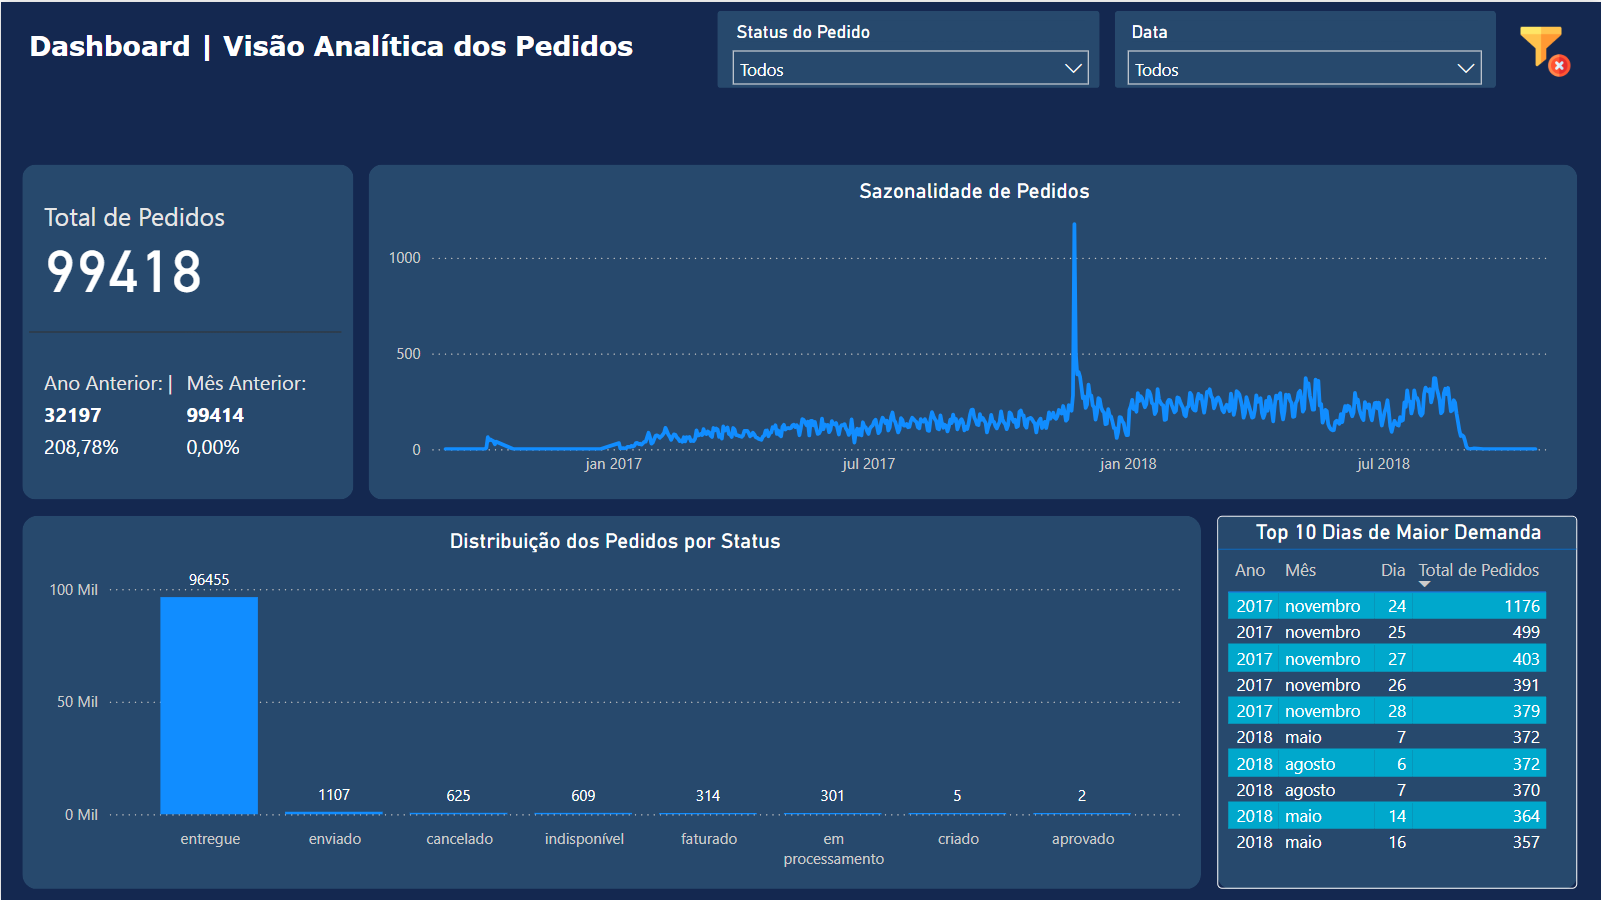 Dashboard | Visão Analítica dos Pedidos
Status do Pedido
Todos
Data
Todos
Total de Pedidos
99418
Ano Anterior: | Mês Anterior:
32197 99414
208,78% 0,00%
Sazonalidade de Pedidos
1000
500
0
jan 2017 jul 2017 jan 2018 jul 2018
Distribuição dos Pedidos por Status
100 Mil
50 Mil
0 Mil
96455 1107 625 609 314 301 5 2
entregue enviado cancelado indisponível faturado em processamento criado aprovado
Top 10 Dias de Maior Demanda
Ano Mês Dia Total de Pedidos
2017 novembro 24 1176
2017 novembro 25 499
2017 novembro 27 403
2017 novembro 26 391
2017 novembro 28 379
2018 maio 7 372
2018 agosto 6 372
2018 agosto 7 370
2018 maio 14 364
2018 maio 16 357